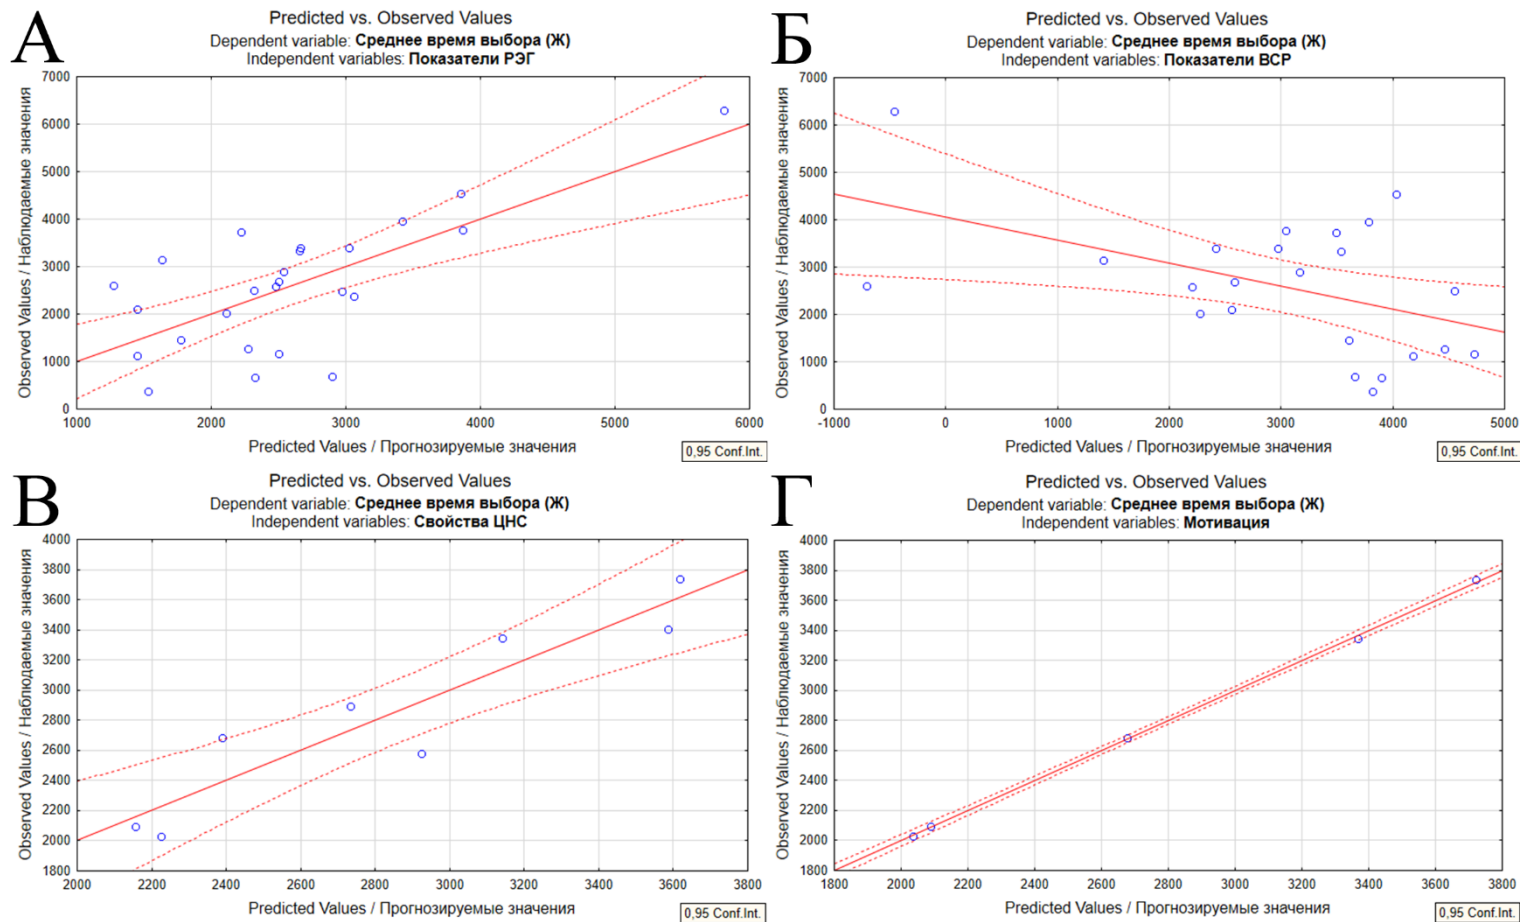 А
Predicted vs. Observed Values
Dependent variable: Среднее время выбора (Ж)
Independent variables: Показатели РЭГ
Observed Values / Наблюдаемые значения
7000
6000
5000
4000
3000
2000
1000
0
1000 2000 3000 4000 5000 6000
Predicted Values / Прогнозируемые значения
0,95 Conf.Int.
Б
Predicted vs. Observed Values
Dependent variable: Среднее время выбора (Ж)
Independent variables: Показатели ВСР
Observed Values / Наблюдаемые значения
7000
6000
5000
4000
3000
2000
1000
0
-1000 0 1000 2000 3000 4000 5000
Predicted Values / Прогнозируемые значения
0,95 Conf.Int.
В
Predicted vs. Observed Values
Dependent variable: Среднее время выбора (Ж)
Independent variables: Свойства ЦНС
Observed Values / Наблюдаемые значения
4000
3800
3600
3400
3200
3000
2800
2600
2400
2200
2000
1800
2000 2200 2400 2600 2800 3000 3200 3400 3600 3800
Predicted Values / Прогнозируемые значения
0,95 Conf.Int.
Г
Predicted vs. Observed Values
Dependent variable: Среднее время выбора (Ж)
Independent variables: Мотивация
Observed Values / Наблюдаемые значения
4000
3800
3600
3400
3200
3000
2800
2600
2400
2200
2000
1800
1800 2000 2200 2400 2600 2800 3000 3200 3400 3600 3800
Predicted Values / Прогнозируемые значения
0,95 Conf.Int.